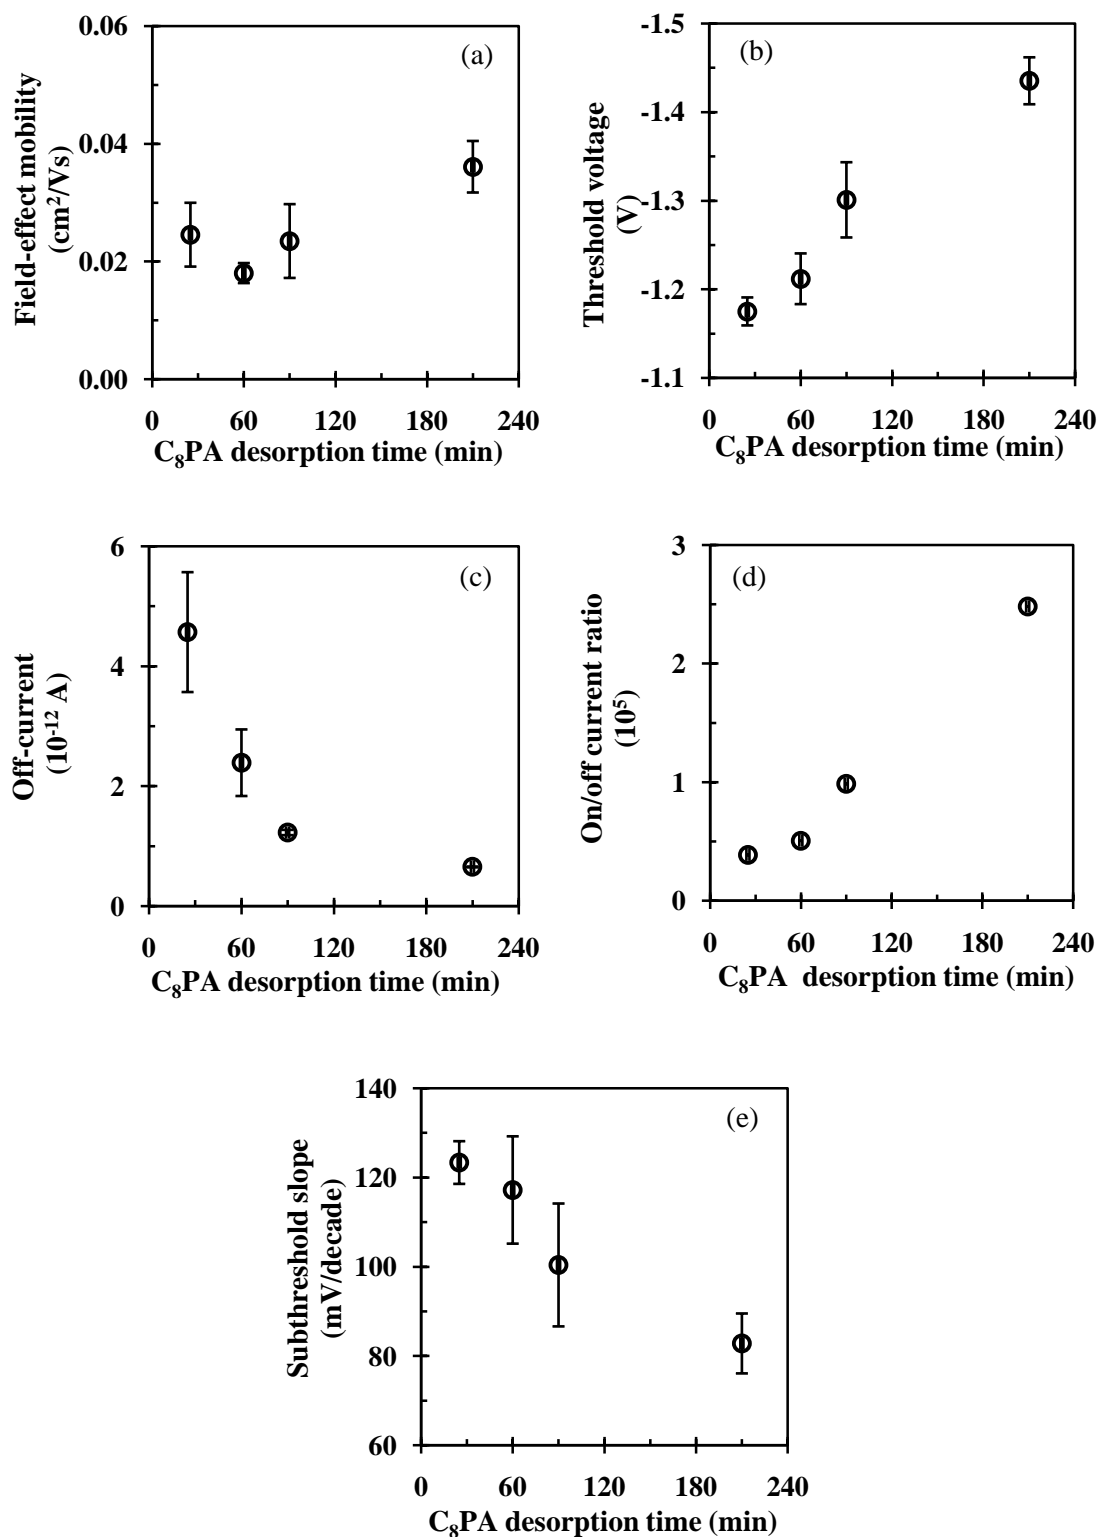 (a)
Field-effect mobility
(cm²/Vs)
0.06
0.04
0.02
0.00
0 60 120 180 240
C₈PA desorption time (min)
(b)
Threshold voltage
(V)
-1.5
-1.4
-1.3
-1.2
-1.1
0 60 120 180 240
C₈PA desorption time (min)
(c)
Off-current
(10⁻¹² A)
6
4
2
0
0 60 120 180 240
C₈PA desorption time (min)
(d)
On/off current ratio
(10⁵)
3
2
1
0
0 60 120 180 240
C₈PA desorption time (min)
(e)
Subthreshold slope
(mV/decade)
140
120
100
80
60
0 60 120 180 240
C₈PA desorption time (min)